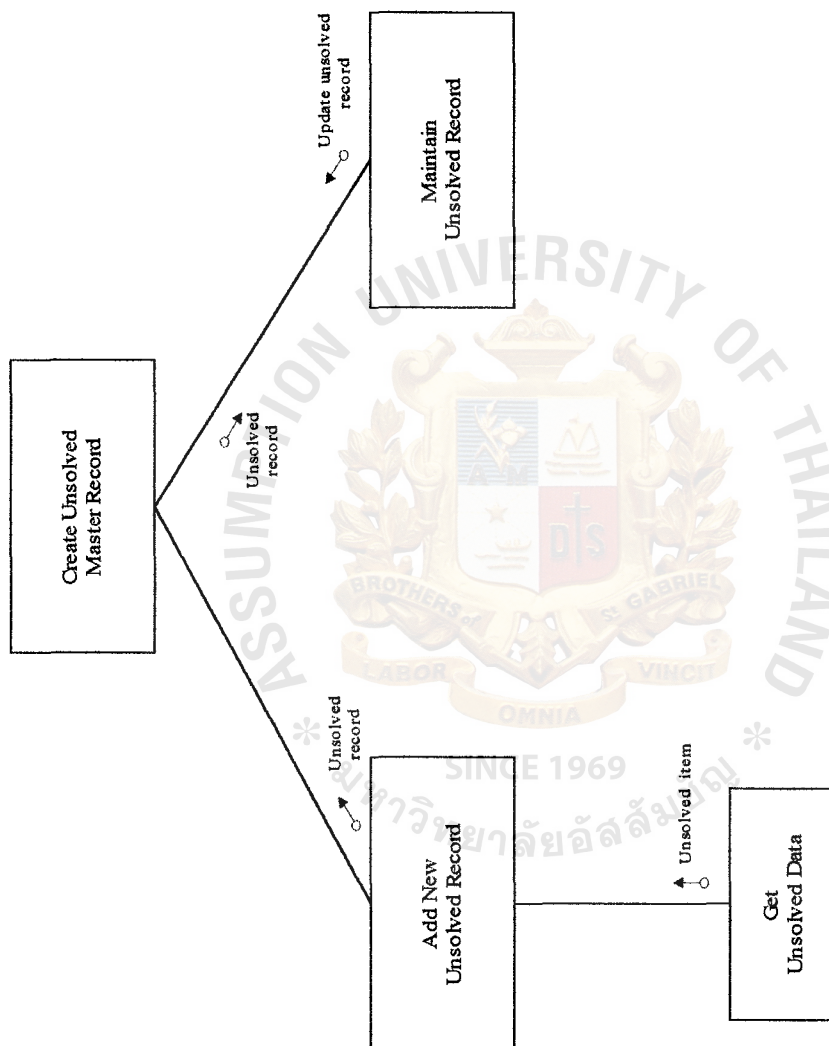 Create Unsolved
Master Record
Unsolved
record
Update unsolved
record
Unsolved
record
Add New
Unsolved Record
Maintain
Unsolved Record
Unsolved item
Get
Unsolved Data
ASSUMPTION UNIVERSITY OF THAILAND
A M
D S
BROTHERS of St GABRIEL
LABOR
OMNIA
VINCIT
SINCE 1969
มหาวิทยาลัยอัสสัมชัญ